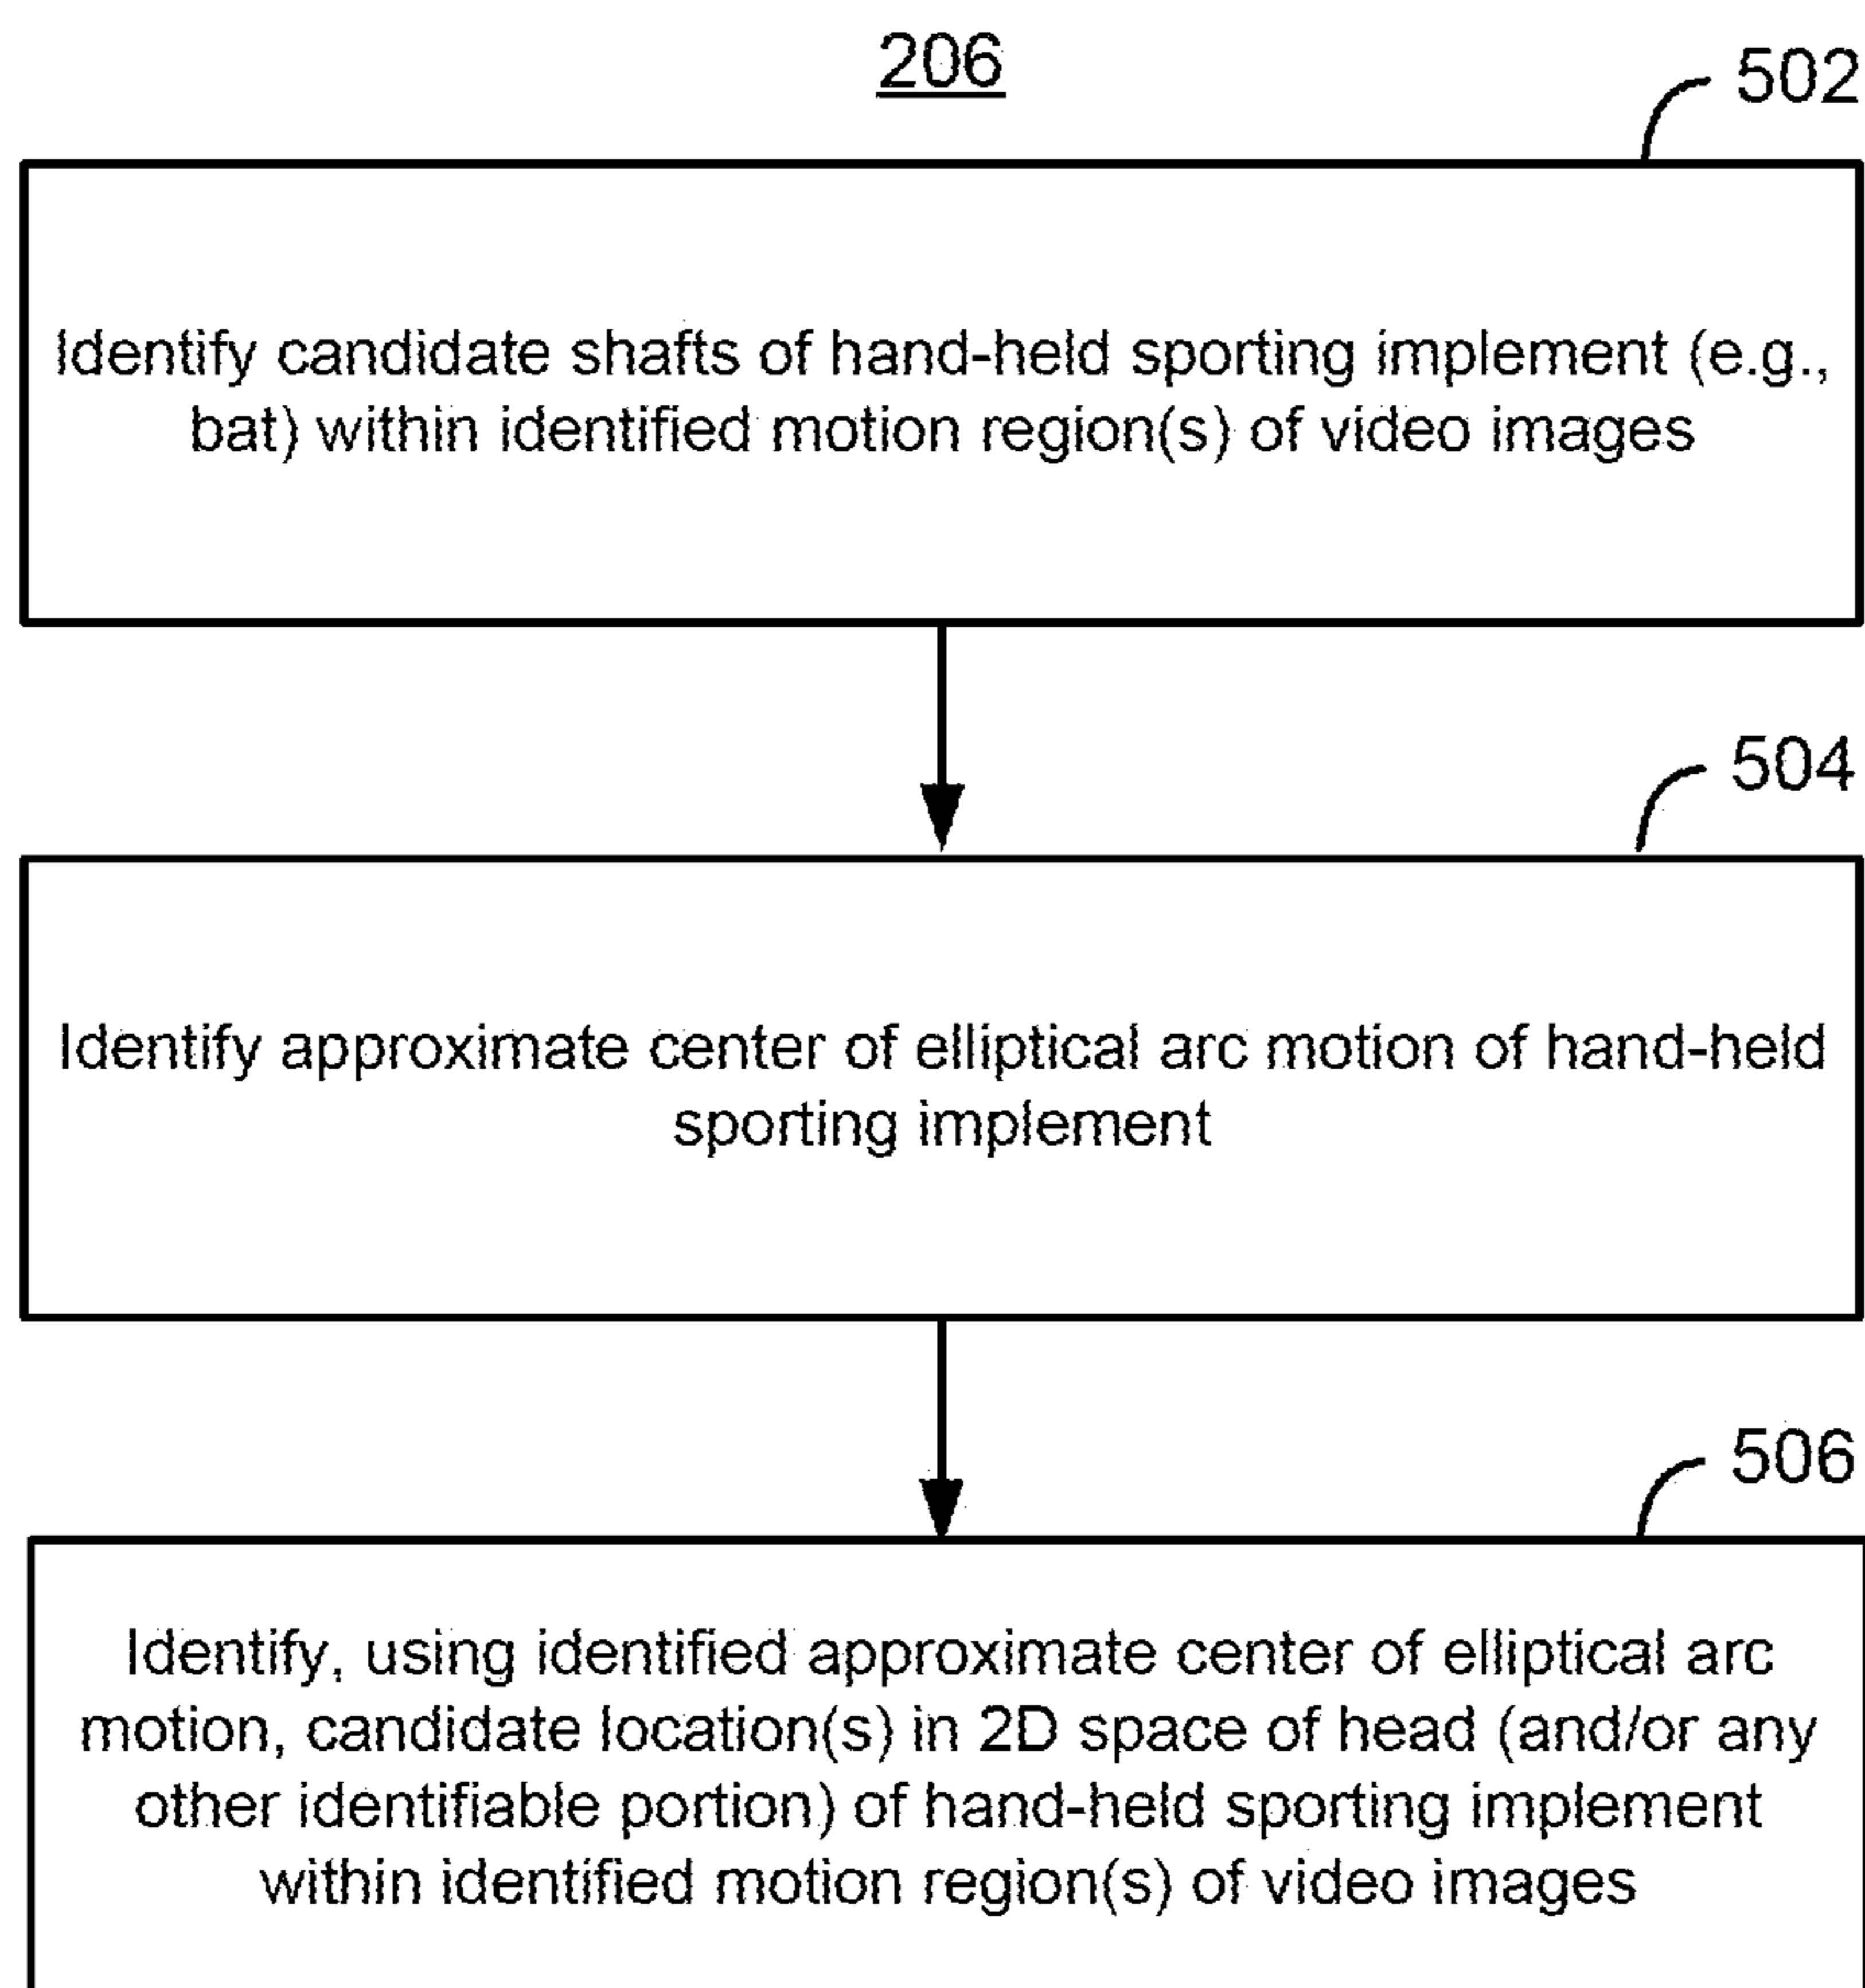 206
502
Identify candidate shafts of hand-held sporting implement (e.g.,
bat) within identified motion region(s) of video images
504
Identify approximate center of elliptical arc motion of hand-held
sporting implement
506
Identify, using identified approximate center of elliptical arc
motion, candidate location(s) in 2D space of head (and/or any
other identifiable portion) of hand-held sporting implement
within identified motion region(s) of video images